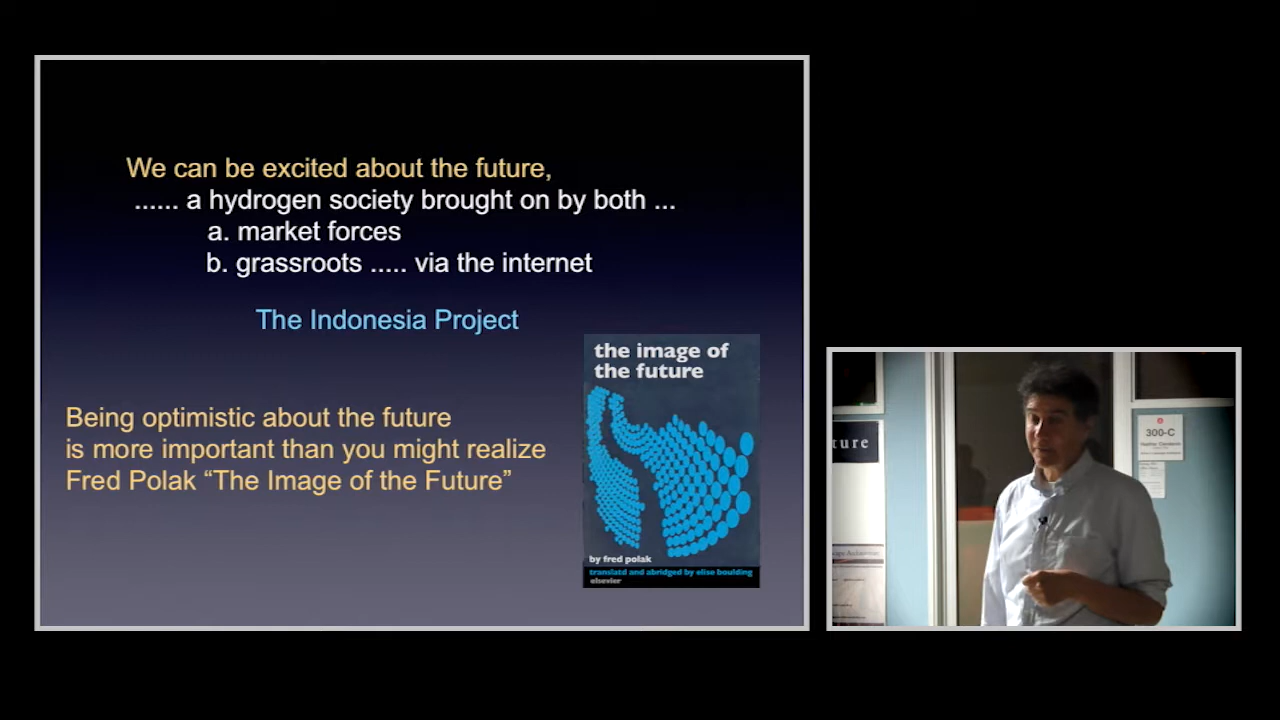 We can be excited about the future,
...... a hydrogen society brought on by both ...
a. market forces
b. grassroots ..... via the internet
The Indonesia Project
Being optimistic about the future
is more important than you might realize
Fred Polak “The Image of the Future”
the image of
the future
by fred polak
translatd and abridged by elise boulding
elsevier
ture
300-C